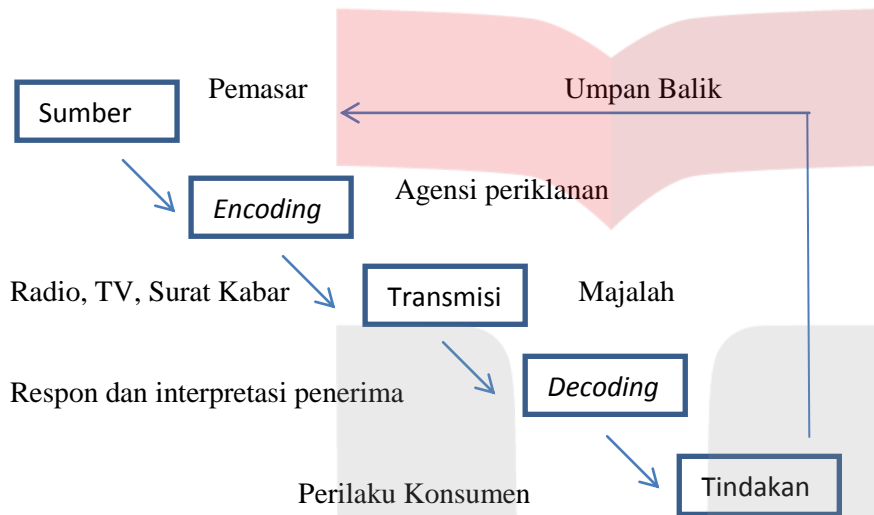 Pemasar Umpan Balik
Sumber
Agensi periklanan
Encoding
Radio, TV, Surat Kabar Transmisi Majalah
Respon dan interpretasi penerima Decoding
Tindakan
Perilaku Konsumen